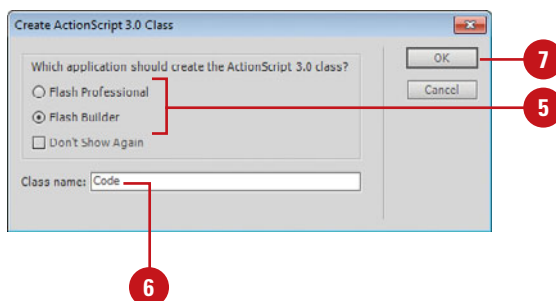 Create ActionScript 3.0 Class
Which application should create the ActionScript 3.0 class?
Flash Professional
Flash Builder
Don't Show Again
Class name: Code
OK
Cancel
7
5
6